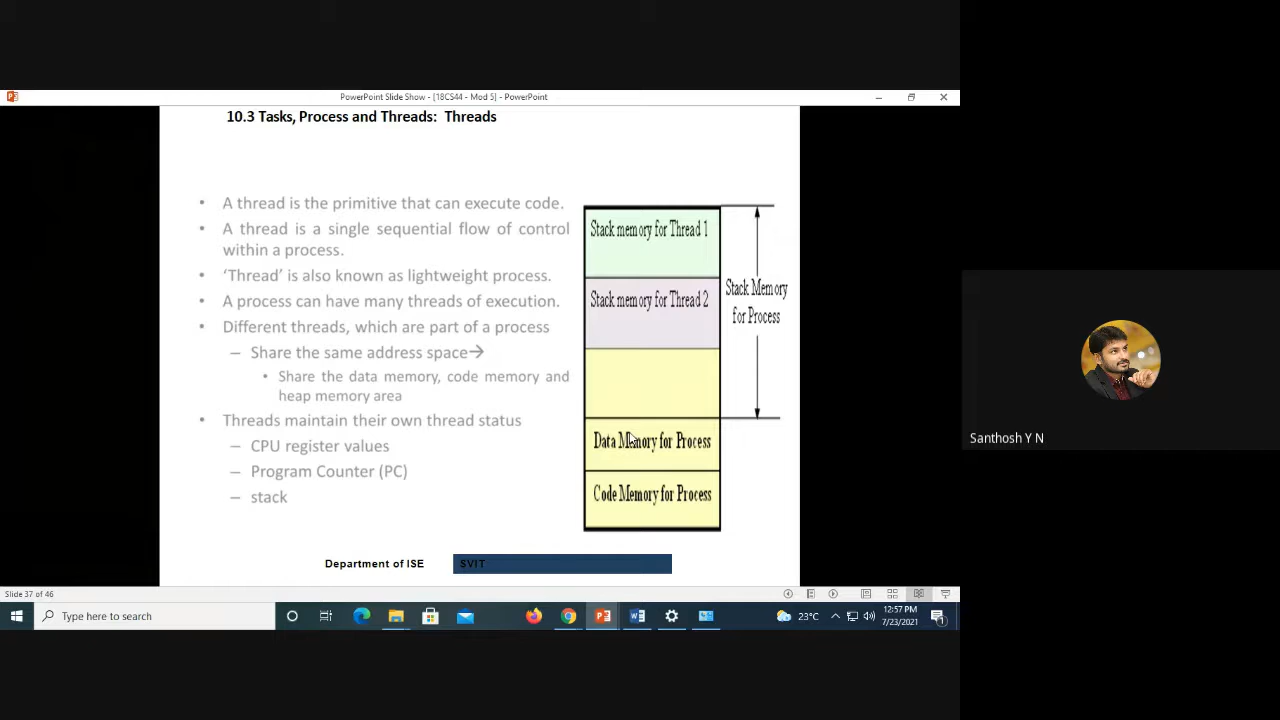 PowerPoint Slide Show - [18CS44 - Mod 5] - PowerPoint
10.3 Tasks, Process and Threads: Threads
• A thread is the primitive that can execute code.
• A thread is a single sequential flow of control
within a process.
• ‘Thread’ is also known as lightweight process.
• A process can have many threads of execution.
• Different threads, which are part of a process
– Share the same address space→
• Share the data memory, code memory and
heap memory area
• Threads maintain their own thread status
– CPU register values
– Program Counter (PC)
– stack
Stack memory for Thread 1
Stack memory for Thread 2
Stack Memory
for Process
Data Memory for Process
Code Memory for Process
Department of ISE
SVIT
Santhosh Y N
Slide 37 of 46
Type here to search
23°C
12:57 PM
7/23/2021
1